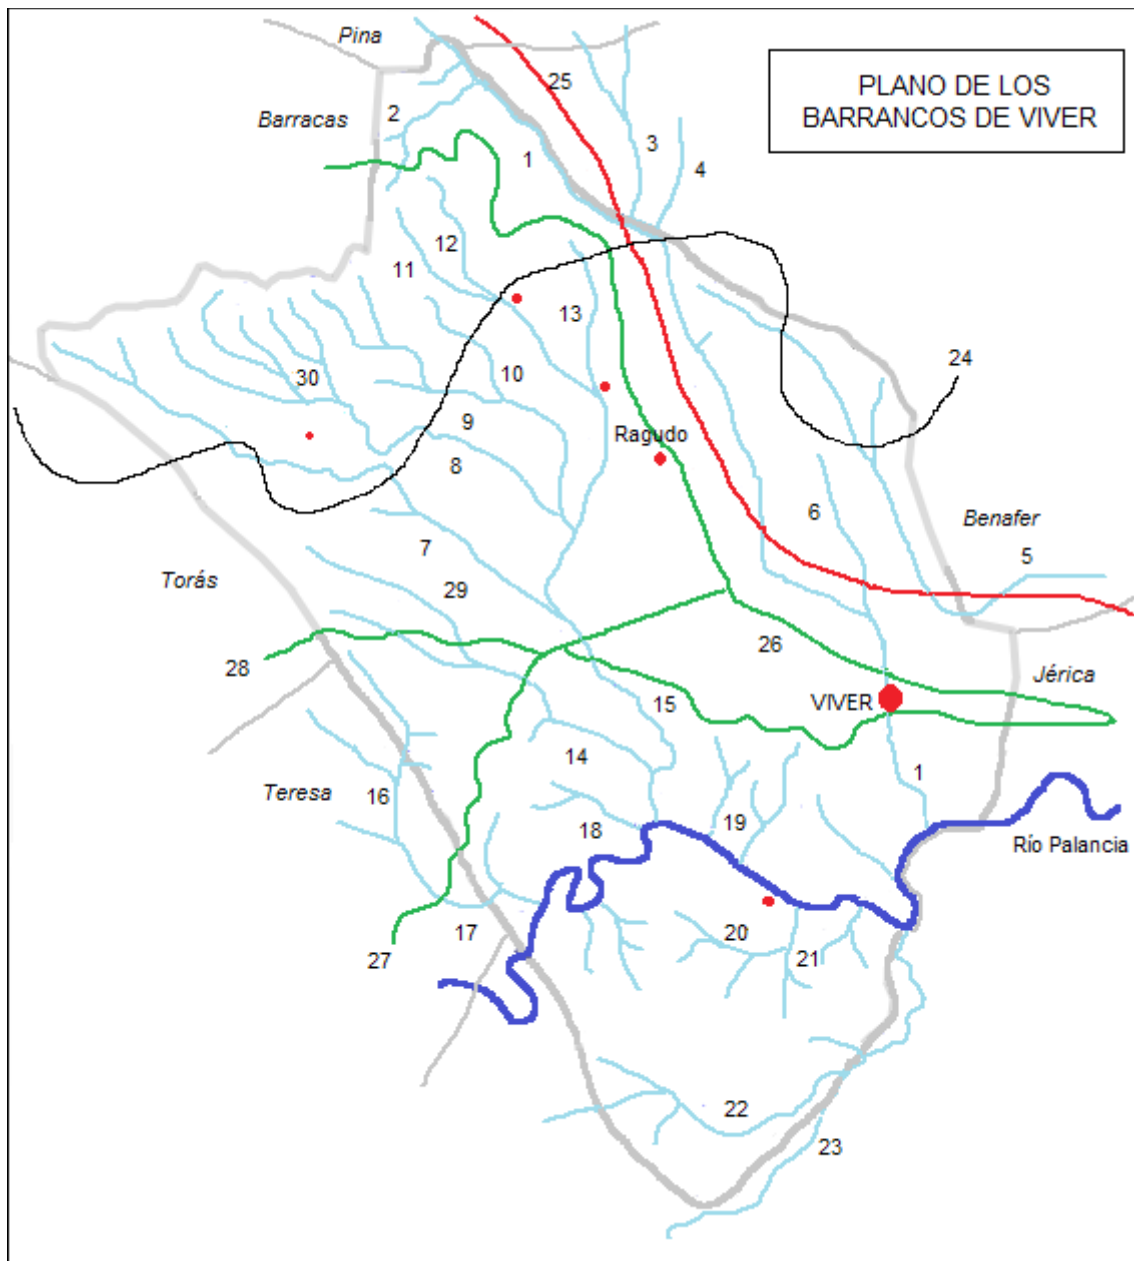 Pina
PLANO DE LOS
BARRANCOS DE VIVER
25
2
Barracas
3
1
4
12
11
13
24
30
10
9
Ragudo
8
6
Benafer
7
5
Torás
29
26
28
Jérica
15
VIVER
14
1
Teresa
16
18
19
Río Palancia
17
20
27
21
22
23